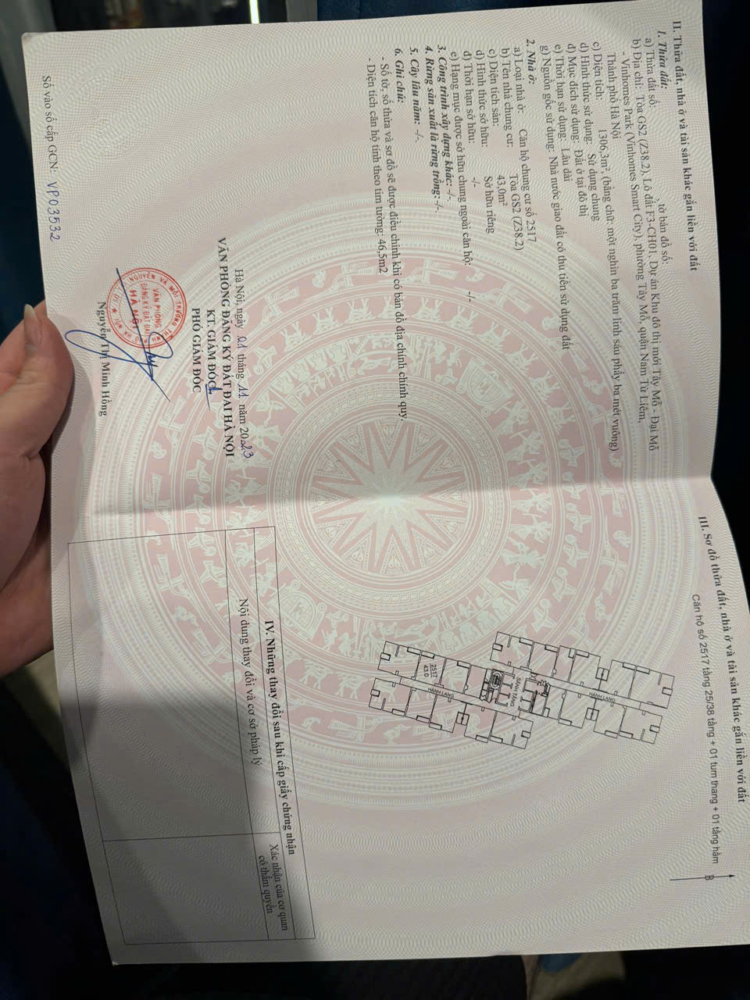 II. Thửa đất, nhà ở và tài sản khác gắn liền với đất
1. Thửa đất:
a) Thửa đất số: , tờ bản đồ số:
b) Địa chỉ: Tòa GS2 (Z38.2), Lô đất F3-CH01, Dự án Khu đô thị mới Tây Mỗ - Đại Mỗ
- Vinhomes Park (Vinhomes Smart City), phường Tây Mỗ, quận Nam Từ Liêm,
Thành phố Hà Nội
c) Diện tích: 1306,3m², (bằng chữ: một nghìn ba trăm linh sáu phẩy ba mét vuông)
d) Hình thức sử dụng: Sử dụng chung
đ) Mục đích sử dụng: Đất ở tại đô thị
e) Thời hạn sử dụng: Lâu dài
g) Nguồn gốc sử dụng: Nhà nước giao đất có thu tiền sử dụng đất
2. Nhà ở:
a) Loại nhà ở: Căn hộ chung cư số 2517
b) Tên nhà chung cư: Tòa GS2 (Z38.2)
c) Diện tích sàn: 43,0m²
d) Hình thức sở hữu: Sở hữu riêng
đ) Thời hạn sở hữu: -/-
e) Hạng mục được sở hữu chung ngoài căn hộ: -/-
3. Công trình xây dựng khác: -/-.
4. Rừng sản xuất là rừng trồng:-/-.
5. Cây lâu năm: -/-.
6. Ghi chú:
- Số tờ, số thửa và sơ đồ sẽ được điều chỉnh khi có bản đồ địa chính chính quy.
- Diện tích căn hộ tính theo tim tường: 46,5m2
Hà Nội, ngày 01 tháng 11 năm 2023
VĂN PHÒNG ĐĂNG KÝ ĐẤT ĐAI HÀ NỘI
KT. GIÁM ĐỐC
PHÓ GIÁM ĐỐC
VĂN PHÒNG
ĐĂNG KÝ ĐẤT ĐAI
HÀ NỘI
Nguyễn Thị Minh Hồng
Số vào sổ cấp GCN: VP03532
III. Sơ đồ thửa đất, nhà ở và tài sản khác gắn liền với đất
Căn hộ số 2517 tầng 25/38 tầng + 01 tum thang + 01 tầng hầm
B
HÀNH LANG
SẢNH TẦNG
HÀNH LANG
2517
43.0
IV. Những thay đổi sau khi cấp giấy chứng nhận
Nội dung thay đổi và cơ sở pháp lý
Xác nhận của cơ quan
có thẩm quyền